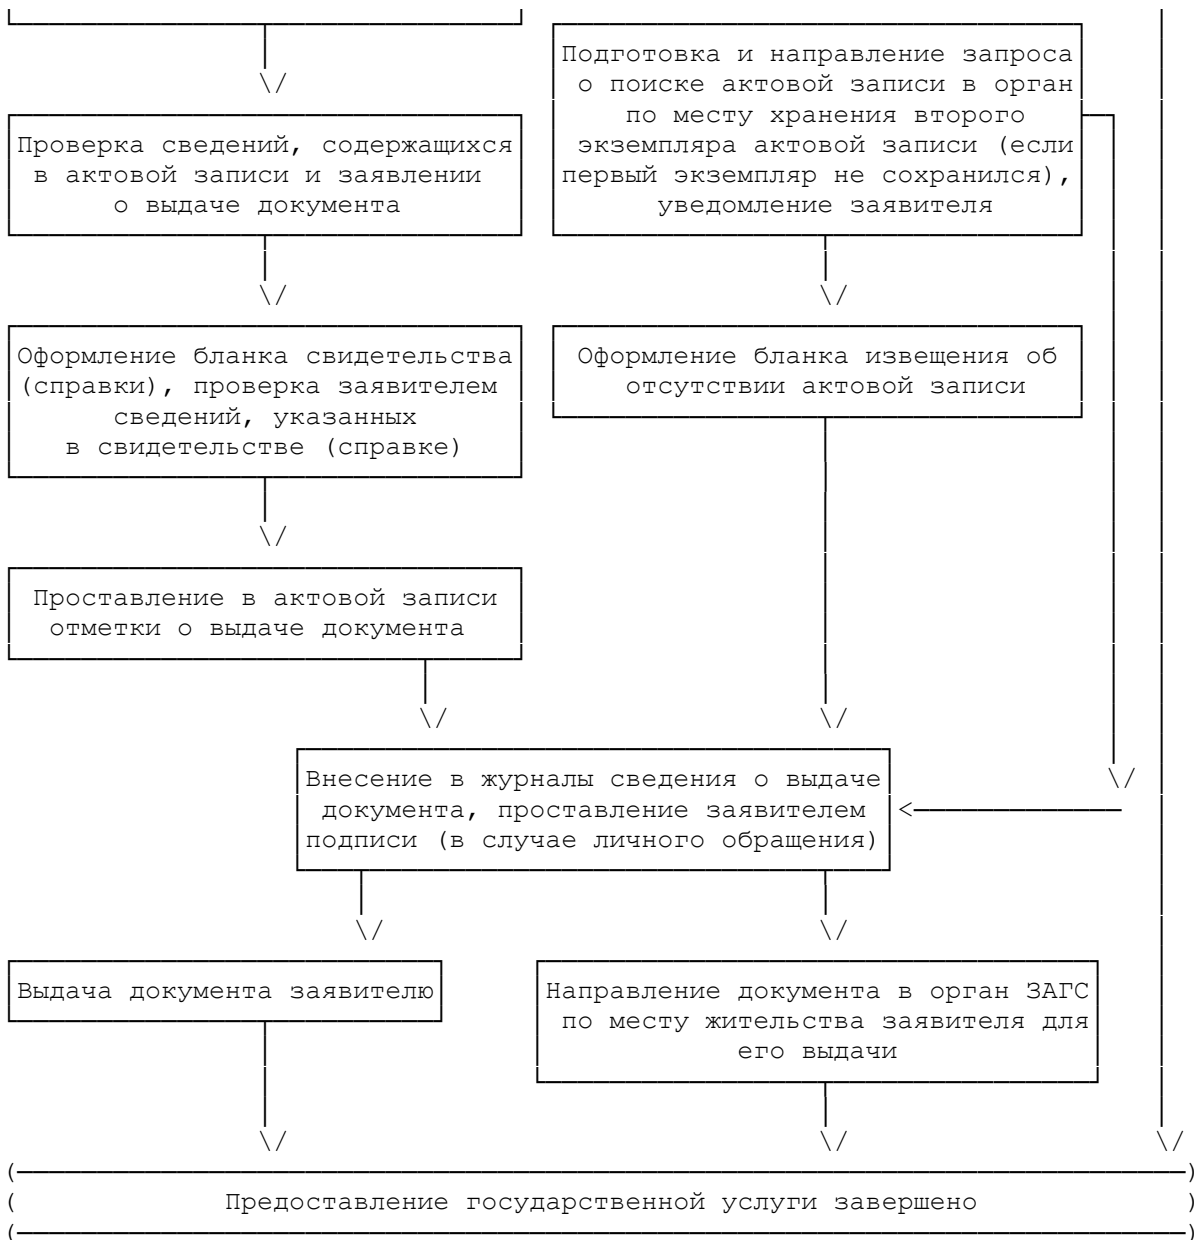 Подготовка и направление запроса
о поиске актовой записи в орган
по месту хранения второго
экземпляра актовой записи (если
первый экземпляр не сохранился),
уведомление заявителя
Проверка сведений, содержащихся
в актовой записи и заявлении
о выдаче документа
Оформление бланка свидетельства
(справки), проверка заявителем
сведений, указанных
в свидетельстве (справке)
Оформление бланка извещения об
отсутствии актовой записи
Проставление в актовой записи
отметки о выдаче документа
Внесение в журналы сведения о выдаче
документа, проставление заявителем
подписи (в случае личного обращения)
Выдача документа заявителю
Направление документа в орган ЗАГС
по месту жительства заявителя для
его выдачи
Предоставление государственной услуги завершено